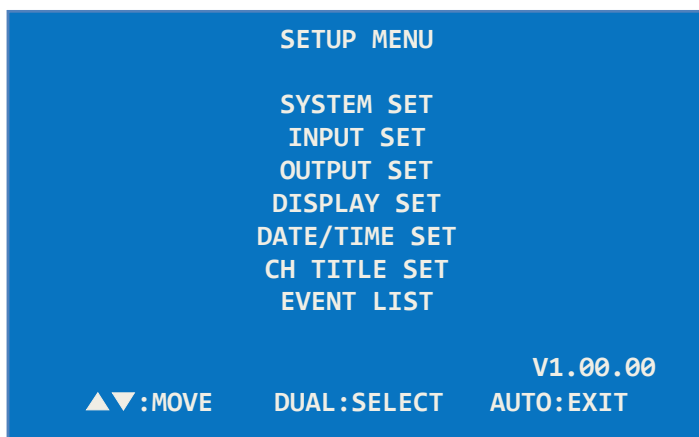 SETUP MENU
SYSTEM SET
INPUT SET
OUTPUT SET
DISPLAY SET
DATE/TIME SET
CH TITLE SET
EVENT LIST
V1.00.00
▲▼:MOVE DUAL:SELECT AUTO:EXIT